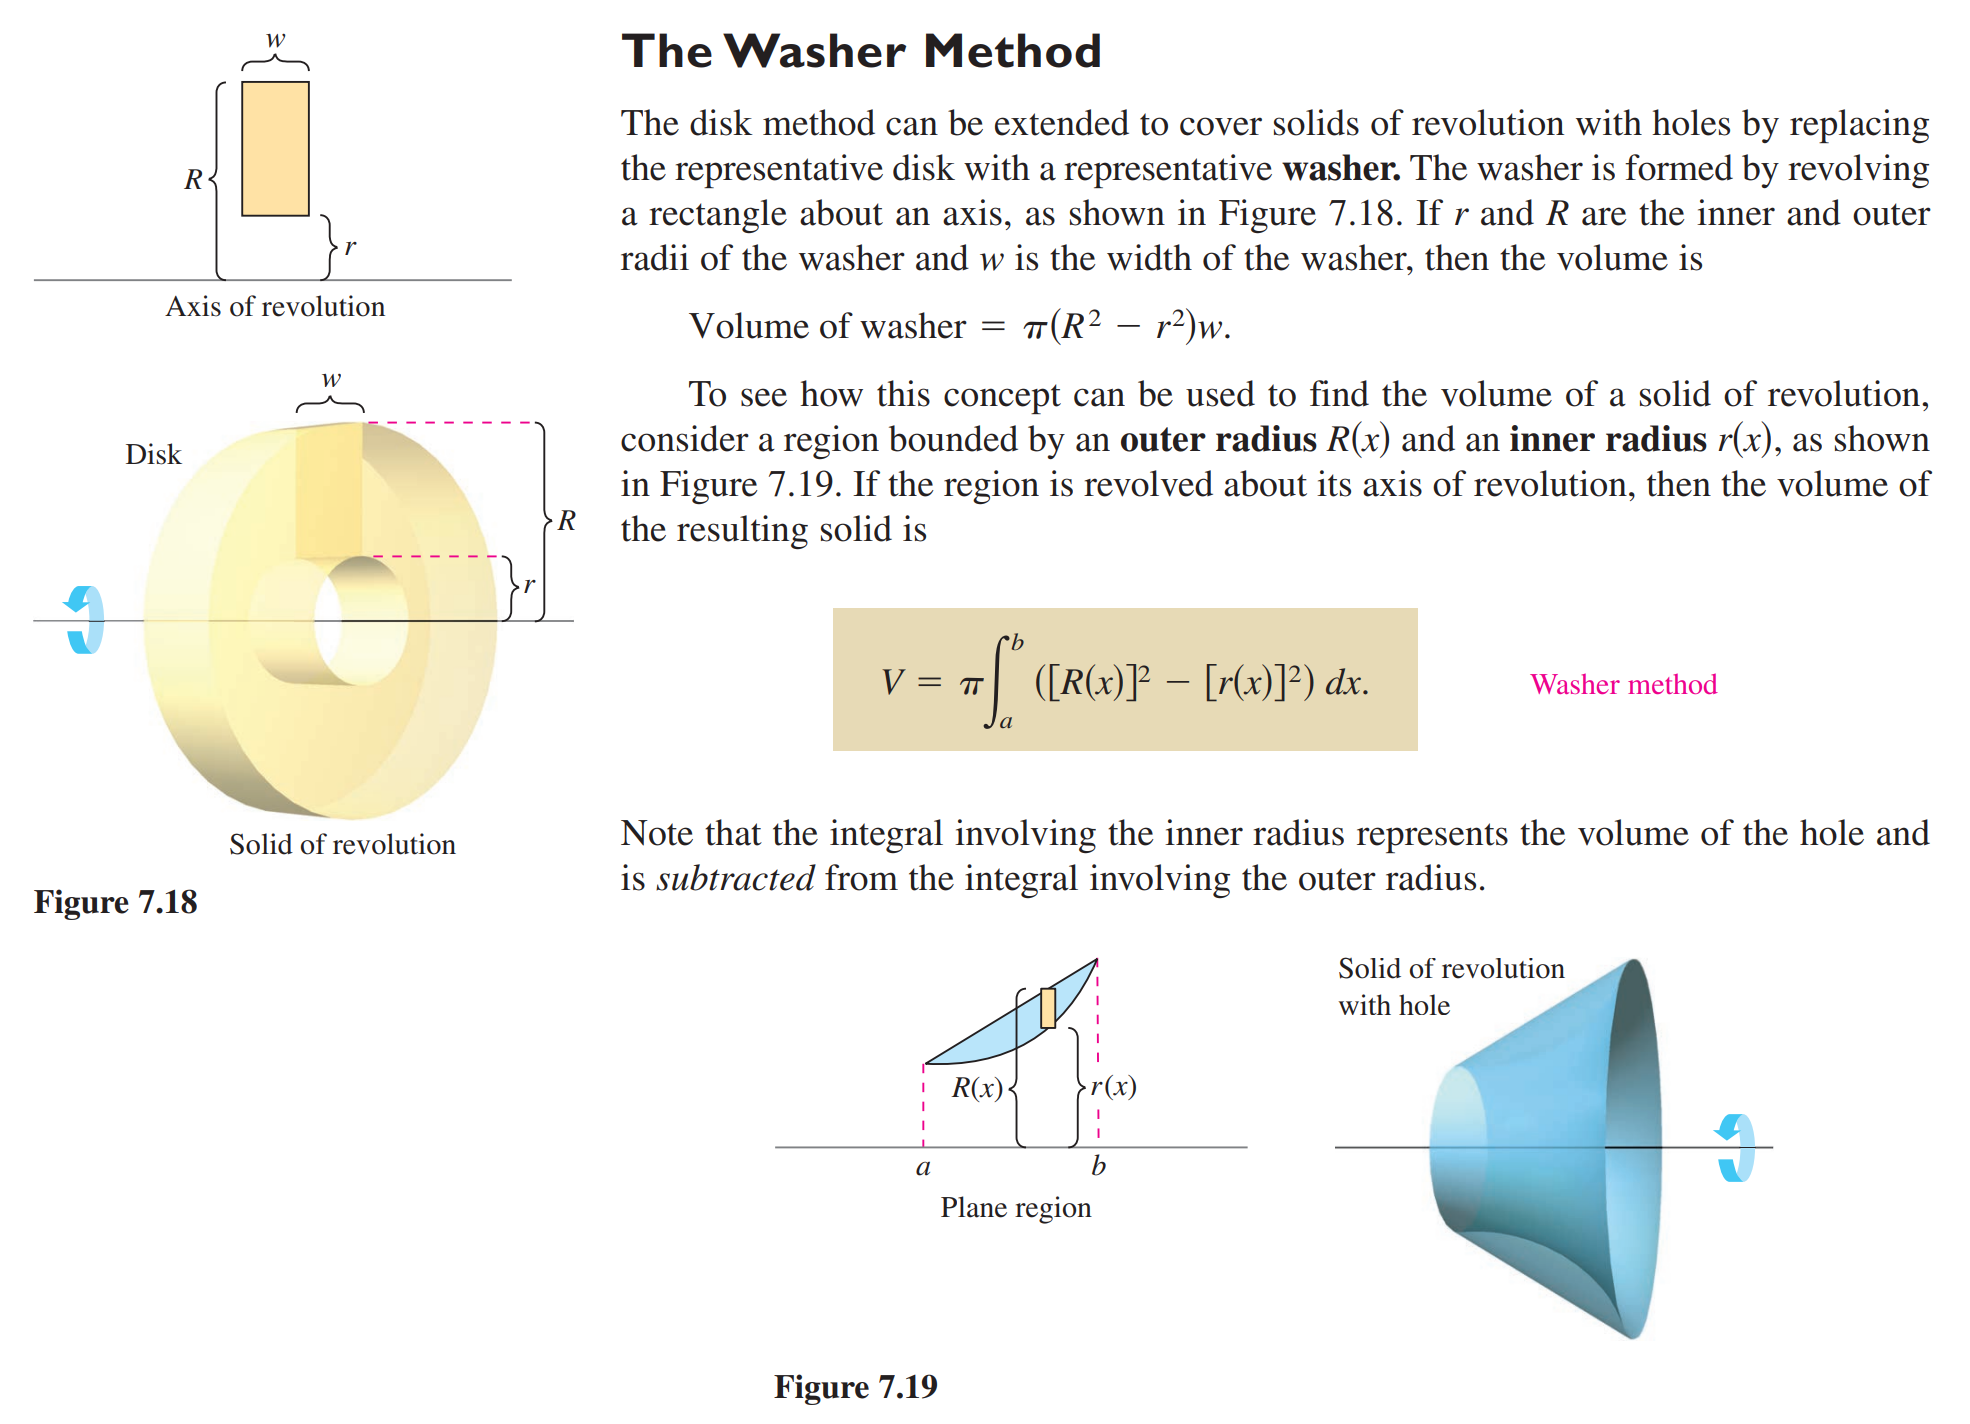 w
R
r
Axis of revolution
w
Disk
R
r
Solid of revolution
Figure 7.18
The Washer Method
The disk method can be extended to cover solids of revolution with holes by replacing
the representative disk with a representative washer. The washer is formed by revolving
a rectangle about an axis, as shown in Figure 7.18. If r and R are the inner and outer
radii of the washer and w is the width of the washer, then the volume is
Volume of washer = π(R² − r²)w.
To see how this concept can be used to find the volume of a solid of revolution,
consider a region bounded by an outer radius R(x) and an inner radius r(x), as shown
in Figure 7.19. If the region is revolved about its axis of revolution, then the volume of
the resulting solid is
V = π∫ₐᵇ ([R(x)]² − [r(x)]²) dx.
Washer method
Note that the integral involving the inner radius represents the volume of the hole and
is subtracted from the integral involving the outer radius.
R(x)
r(x)
a
b
Plane region
Solid of revolution
with hole
Figure 7.19